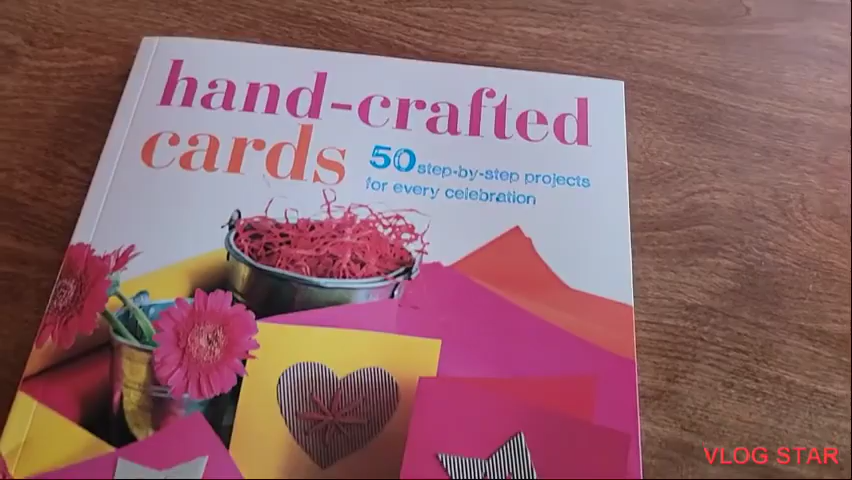 hand-crafted
cards
50 step-by-step projects
for every celebration
VLOG STAR